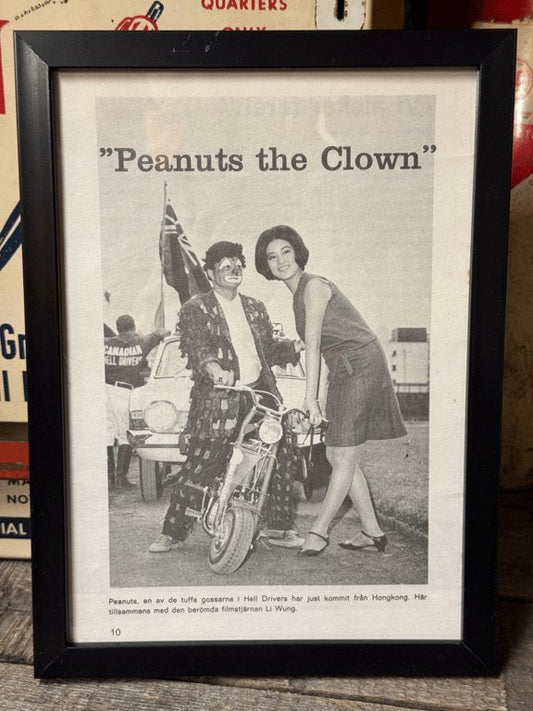 QUARTERS
ONLY
"Peanuts the Clown"
CANADIAN
HELL DRIVERS
Peanuts, en av de tuffa gossarna i Hell Drivers har just kommit från Hongkong. Här
tillsammans med den berömda filmstjärnan Li Wung.
10